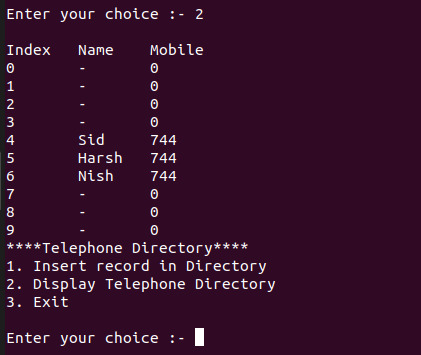 Enter your choice :- 2
Index Name Mobile
0 - 0
1 - 0
2 - 0
3 - 0
4 Sid 744
5 Harsh 744
6 Nish 744
7 - 0
8 - 0
9 - 0
****Telephone Directory****
1. Insert record in Directory
2. Display Telephone Directory
3. Exit
Enter your choice :-